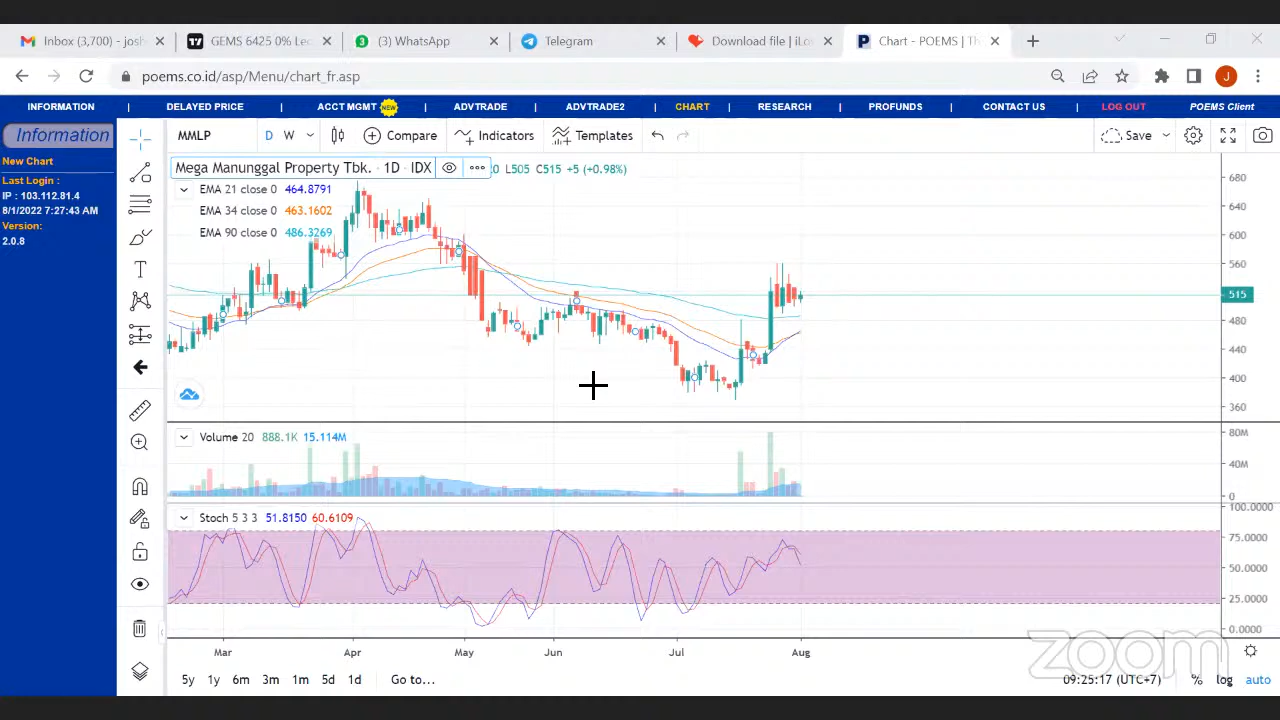 Inbox (3,700) - josh
GEMS 6425 0% Le
(3) WhatsApp
Telegram
Download file | iLo
Chart - POEMS | Th
poems.co.id/asp/Menu/chart_fr.asp
J
INFORMATION | DELAYED PRICE | ACCT MGMT NEW | ADVTRADE | ADVTRADE2 | CHART | RESEARCH | PROFUNDS | CONTACT US | LOG OUT POEMS Client
Information
New Chart
Last Login :
IP : 103.112.81.4
8/1/2022 7:27:43 AM
Version:
2.0.8
MMLP D W Compare Indicators Templates Save
Mega Manunggal Property Tbk. · 1D · IDX 20 L505 C515 +5 (+0.98%)
EMA 21 close 0 464.8791
EMA 34 close 0 463.1602
EMA 90 close 0 486.3269
680
640
600
560
515
480
440
400
360
Volume 20 888.1K 15.114M
80M
40M
0
Stoch 5 3 3 51.8150 60.6109
100.0000
75.0000
50.0000
25.0000
0.0000
Mar Apr May Jun Jul Aug
zoom
5y 1y 6m 3m 1m 5d 1d Go to... 09:25:17 (UTC+7) % log auto